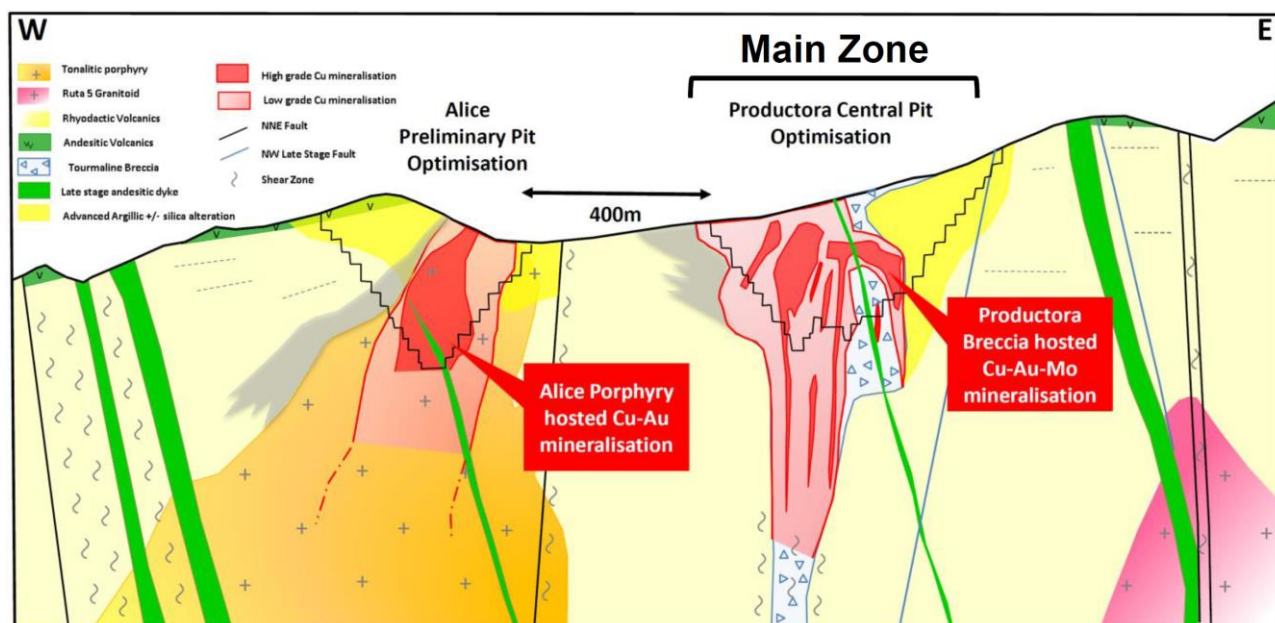 W
E
Main Zone
Tonalitic porphyry
Ruta 5 Granitoid
Rhyodactic Volcanics
Andesitic Volcanics
Tourmaline Breccia
Late stage andesitic dyke
Advanced Argillic +/- silica alteration
High grade Cu mineralisation
Low grade Cu mineralisation
NNE Fault
NW Late Stage Fault
Shear Zone
Alice
Preliminary Pit
Optimisation
Productora Central Pit
Optimisation
400m
Alice Porphyry
hosted Cu-Au
mineralisation
Productora
Breccia hosted
Cu-Au-Mo
mineralisation